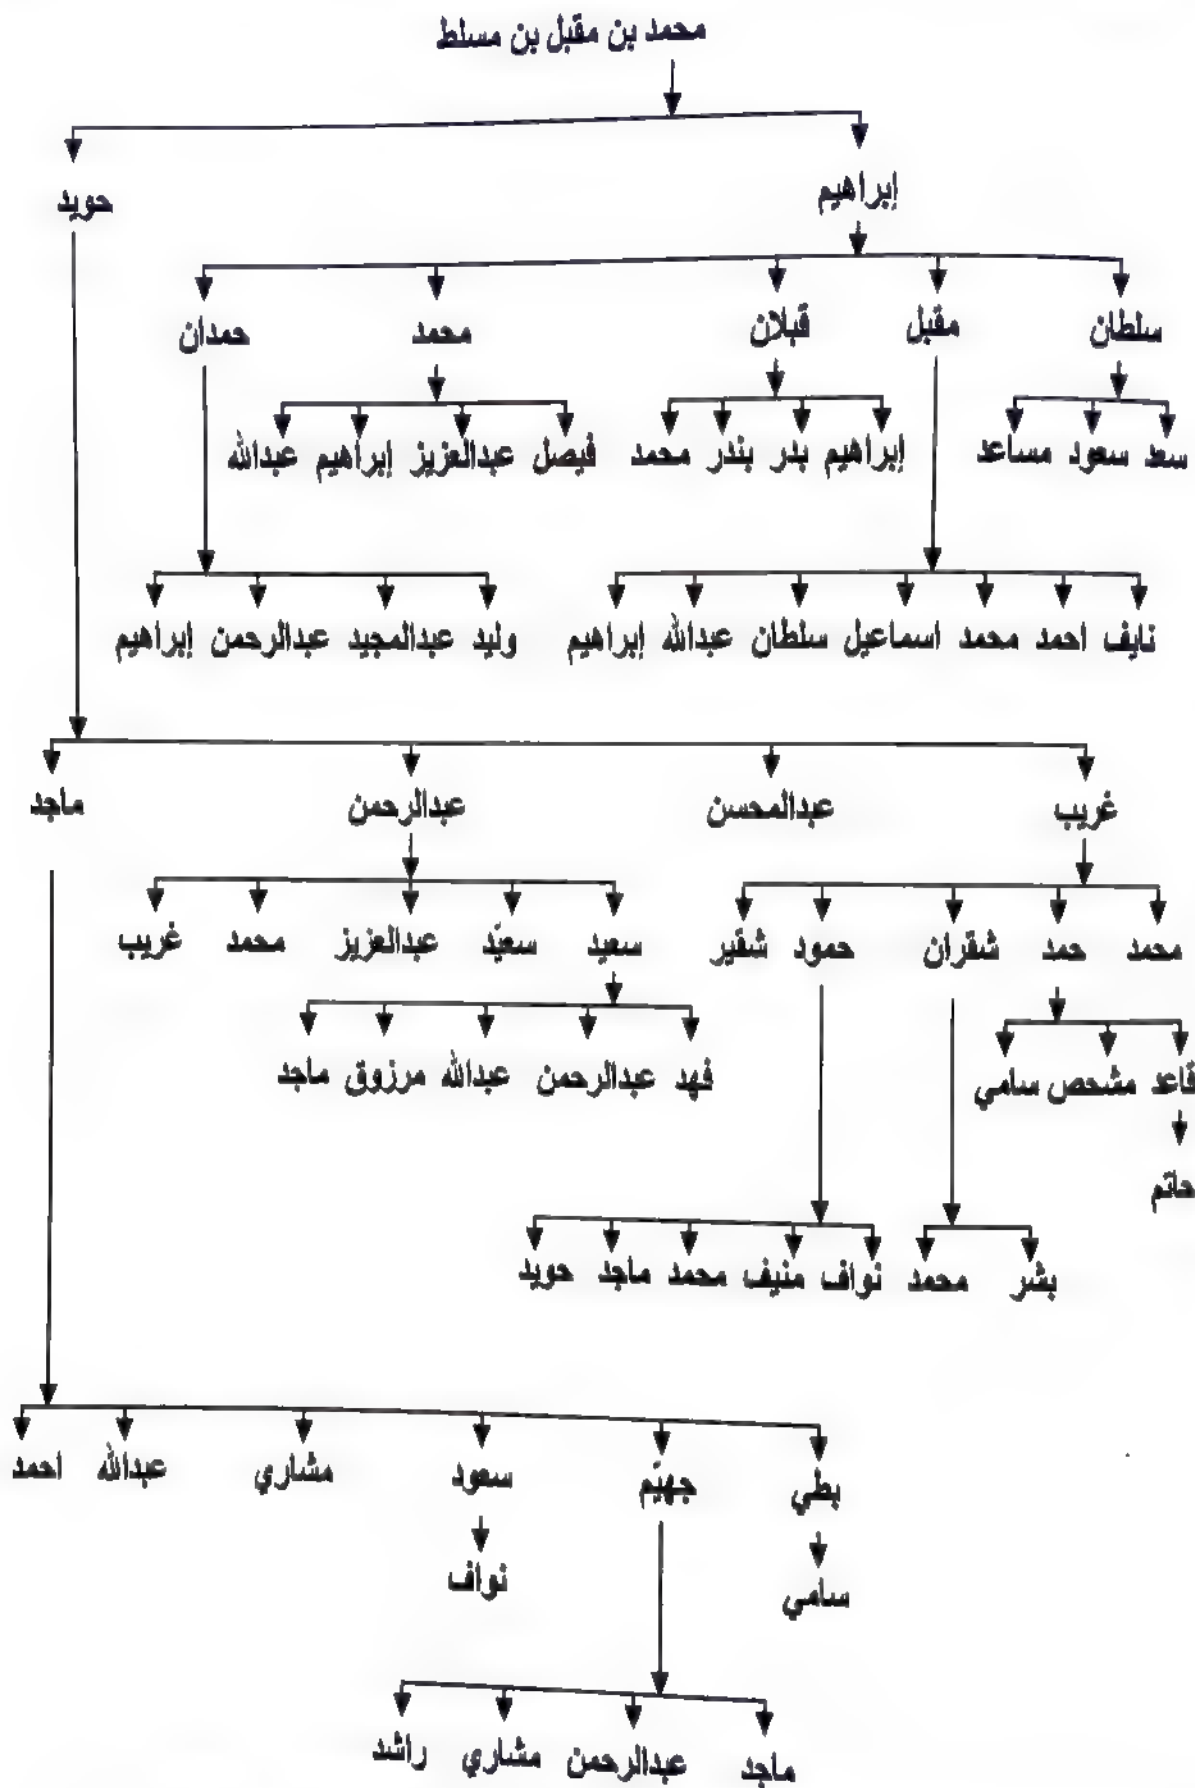 محمد بن مقبل بن مسلط
إبراهيم حويد
سلطان مقبل قبلان محمد حمدان
سعد سعود مساعد إبراهيم بدر بندر محمد فيصل عبدالعزيز إبراهيم عبدالله
نايف احمد محمد اسماعيل سلطان عبدالله إبراهيم وليد عبدالمجيد عبدالرحمن إبراهيم
غريب عبدالمحسن عبدالرحمن ماجد
محمد حمد شقران حمود شقير سعيد سعيّد عبدالعزيز محمد غريب
قاعد مشخص سامي فهد عبدالرحمن عبدالله مرزوق ماجد
حاتم
بشر محمد نواف منيف محمد ماجد حويد
بطي جهيّم سعود مشاري عبدالله احمد
سامي نواف
ماجد عبدالرحمن مشاري راشد